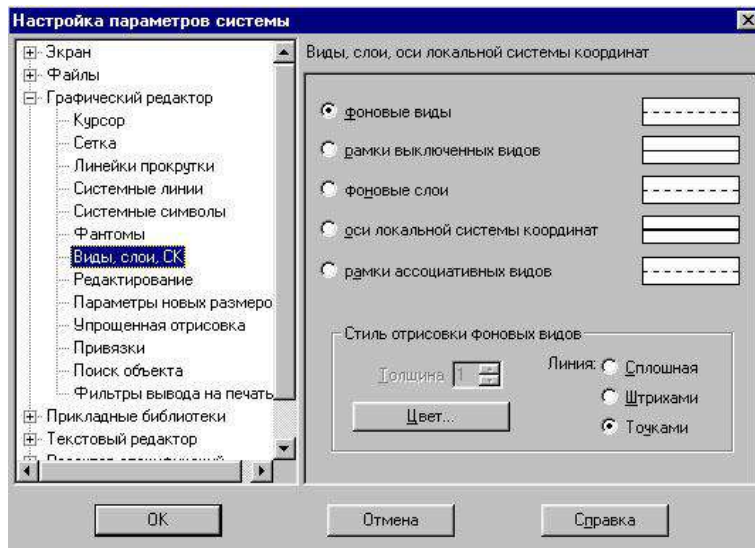 Настройка параметров системы
Экран
Файлы
Графический редактор
Курсор
Сетка
Линейки прокрутки
Системные линии
Системные символы
Фантомы
Виды, слои, СК
Редактирование
Параметры новых размеро
Упрощенная отрисовка
Привязки
Поиск объекта
Фильтры вывода на печать
Прикладные библиотеки
Текстовый редактор
Виды, слои, оси локальной системы координат
фоновые виды
рамки выключенных видов
фоновые слои
оси локальной системы координат
рамки ассоциативных видов
Стиль отрисовки фоновых видов
Толщина 1
Цвет...
Линия: Сплошная
Штрихами
Точками
OK Отмена Справка